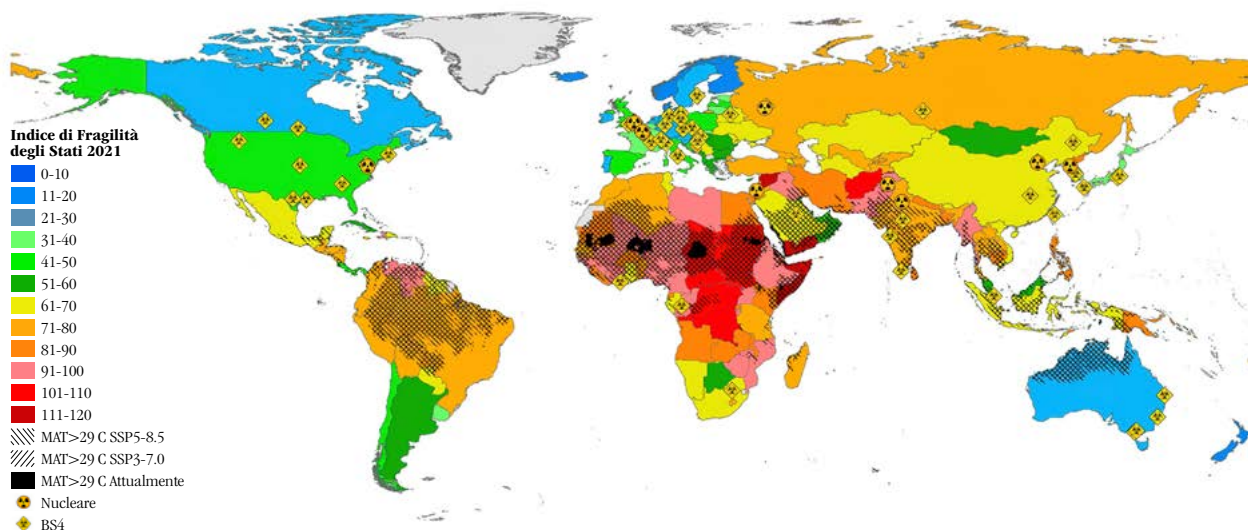 Indice di Fragilità
degli Stati 2021
0-10
11-20
21-30
31-40
41-50
51-60
61-70
71-80
81-90
91-100
101-110
111-120
MAT>29 C SSP5-8.5
MAT>29 C SSP3-7.0
MAT>29 C Attualmente
Nucleare
BS4